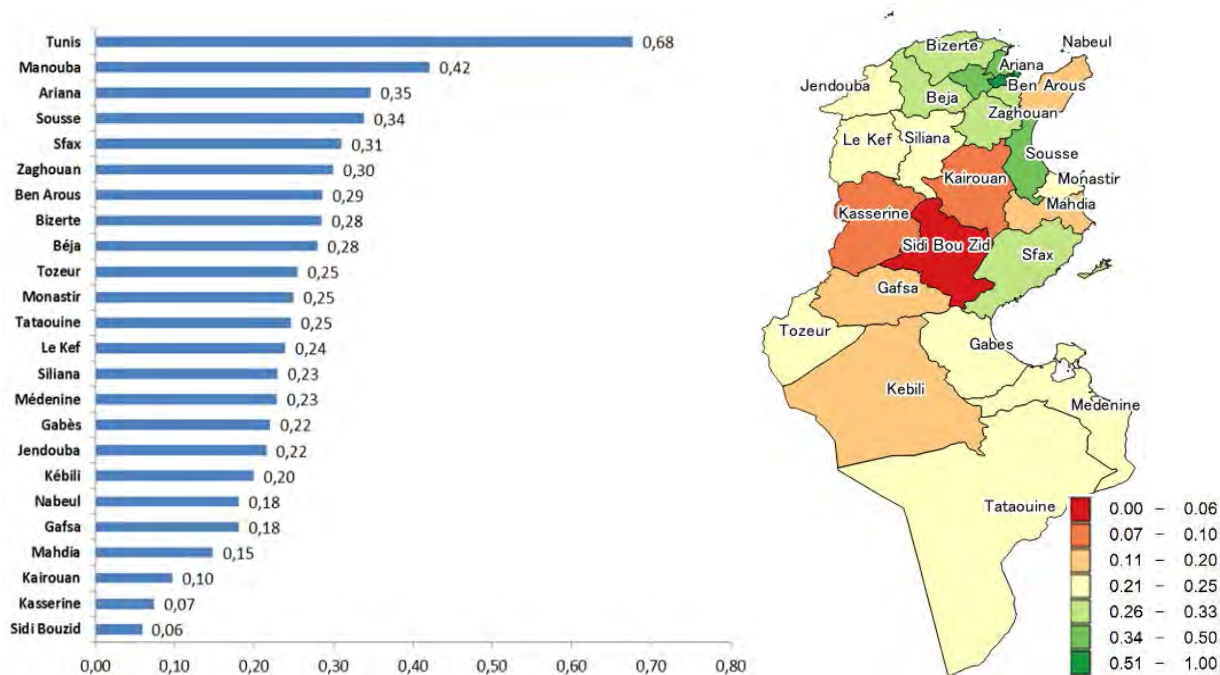 Tunis 0,68
Manouba 0,42
Ariana 0,35
Sousse 0,34
Sfax 0,31
Zaghouan 0,30
Ben Arous 0,29
Bizerte 0,28
Béja 0,28
Tozeur 0,25
Monastir 0,25
Tataouine 0,25
Le Kef 0,24
Siliana 0,23
Médenine 0,23
Gabès 0,22
Jendouba 0,22
Kébili 0,20
Nabeul 0,18
Gafsa 0,18
Mahdia 0,15
Kairouan 0,10
Kasserine 0,07
Sidi Bouzid 0,06
0,00 0,10 0,20 0,30 0,40 0,50 0,60 0,70 0,80
Nabeul
Bizerte
Ariana
Jendouba
Ben Arous
Beja
Zaghouan
Le Kef
Siliana
Sousse
Kairouan
Monastir
Mahdia
Kasserine
Sidi Bou Zid
Sfax
Gafsa
Tozeur
Gabes
Kebili
Medenine
Tataouine
0.00 – 0.06
0.07 – 0.10
0.11 – 0.20
0.21 – 0.25
0.26 – 0.33
0.34 – 0.50
0.51 – 1.00